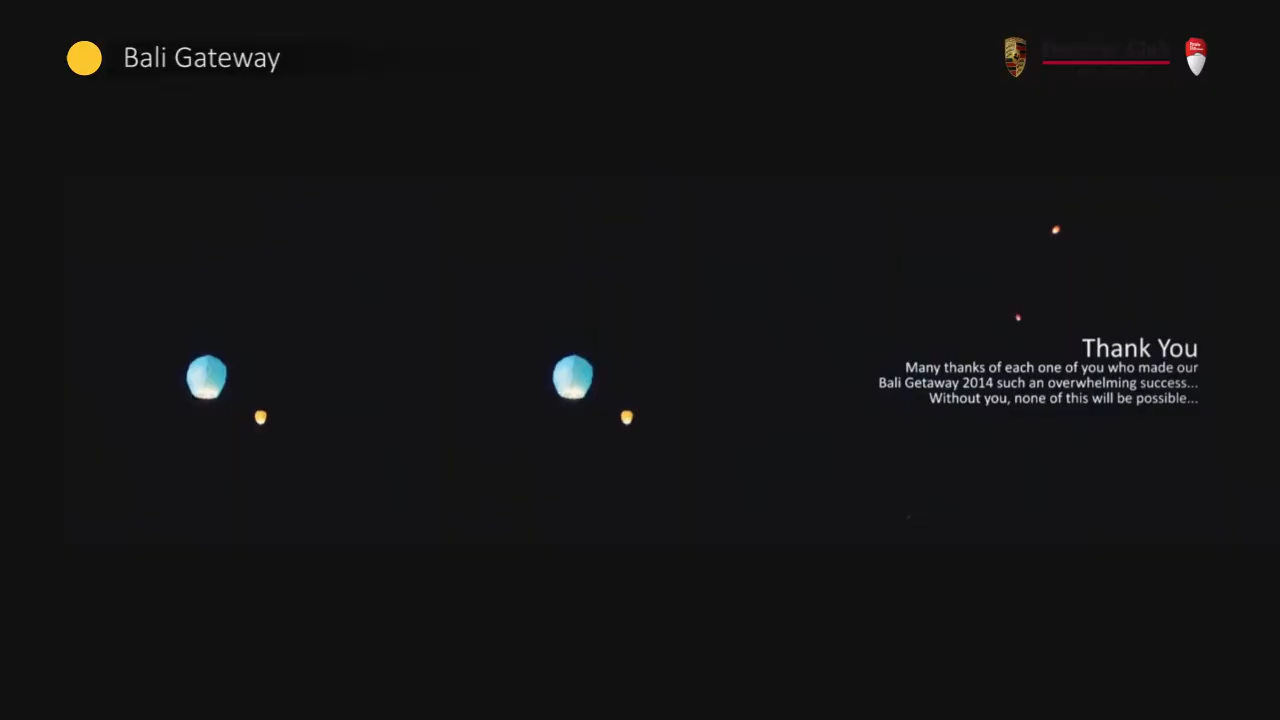 Bali Gateway
Thank You
Many thanks of each one of you who made our
Bali Getaway 2014 such an overwhelming success...
Without you, none of this will be possible...